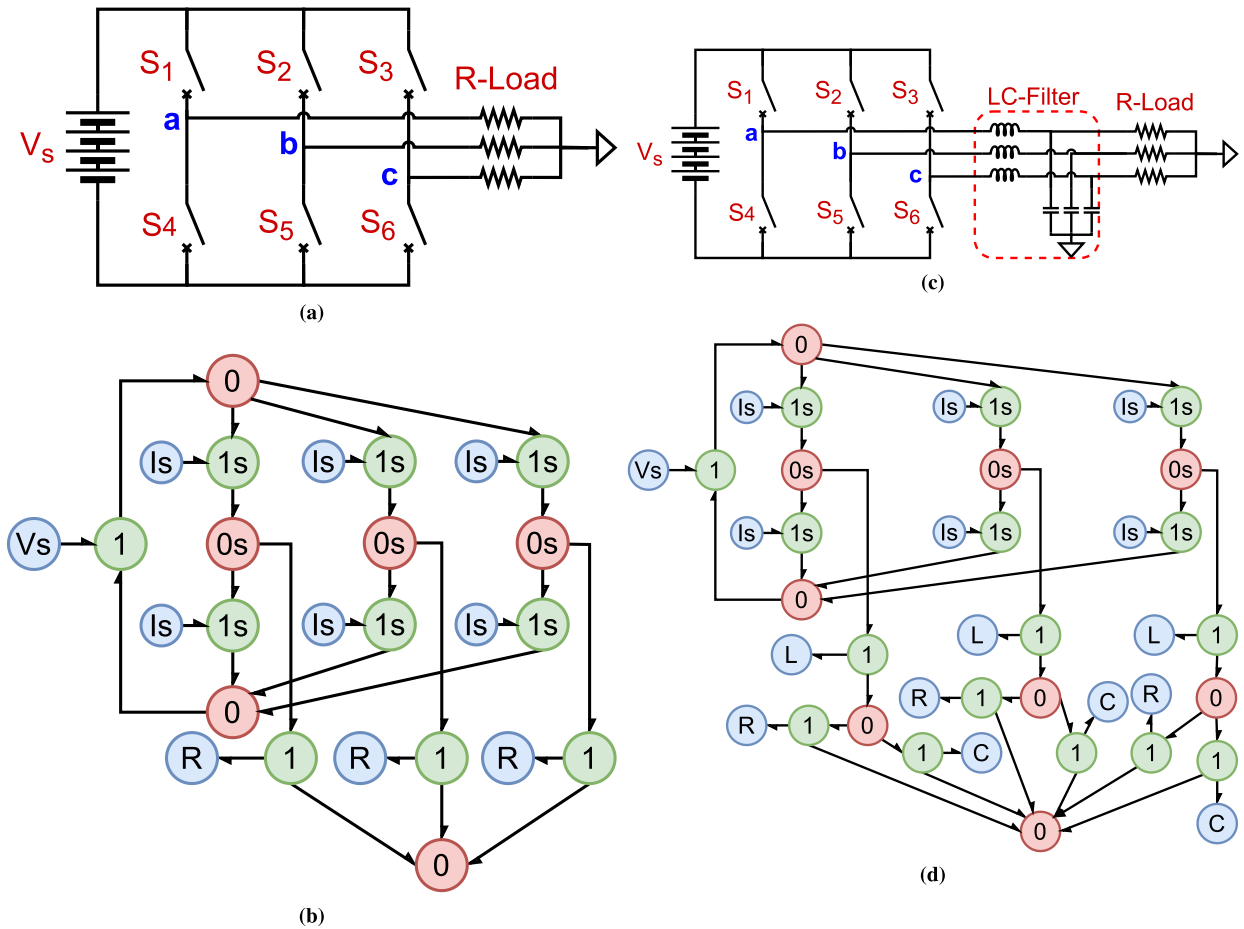 S1 S2 S3
R-Load
a
b
c
Vs
S4 S5 S6
(a)
S1 S2 S3
LC-Filter
R-Load
a
b
c
Vs
S4 S5 S6
(c)
0
Is 1s Is 1s Is 1s
Vs 1 0s 0s 0s
Is 1s Is 1s Is 1s
0
R 1 R 1 R 1
0
(b)
0
Is 1s Is 1s Is 1s
Vs 1 0s 0s 0s
Is 1s Is 1s Is 1s
0
L 1 L 1 L 1
R 1 0 R 1 0 C R 0
1 C 1 1 1
0 C
(d)